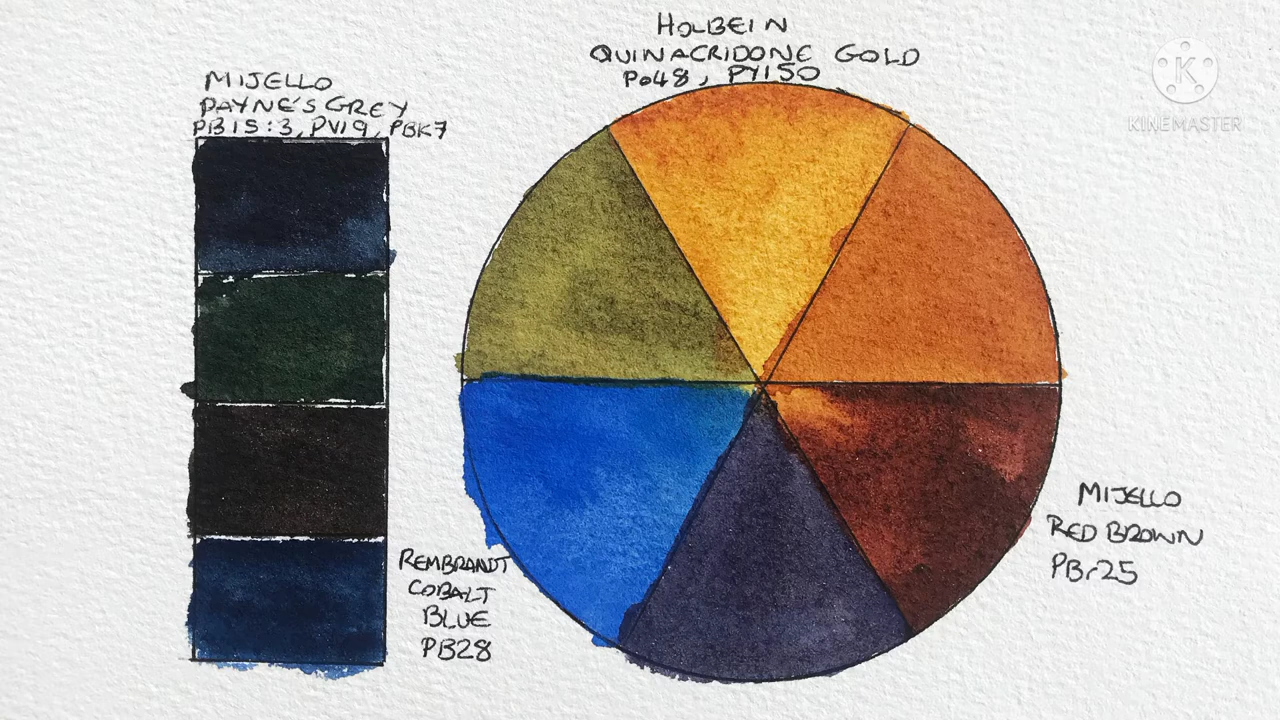 MIJELLO
PAYNE'S GREY
PB15:3, PV19, PBK7
HOLBEIN
QUINACRIDONE GOLD
Po48, PY150
K
KINEMASTER
REMBRANDT
COBALT
BLUE
PB28
MIJELLO
RED BROWN
PBr25